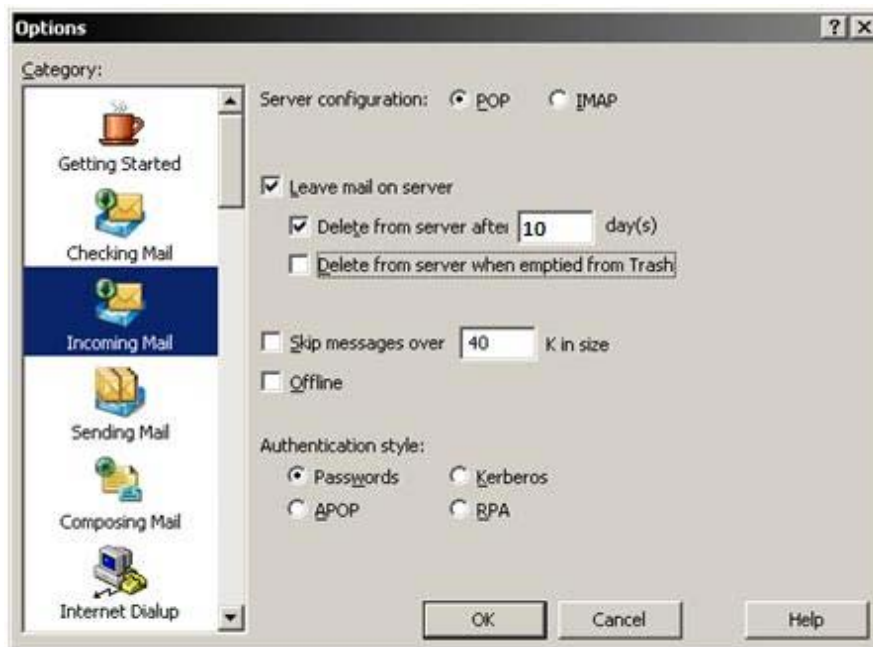 Options
Category:
Getting Started
Checking Mail
Incoming Mail
Sending Mail
Composing Mail
Internet Dialup
Server configuration: POP IMAP
Leave mail on server
Delete from server after 10 day(s)
Delete from server when emptied from Trash
Skip messages over 40 K in size
Offline
Authentication style:
Passwords Kerberos
APOP RPA
OK Cancel Help